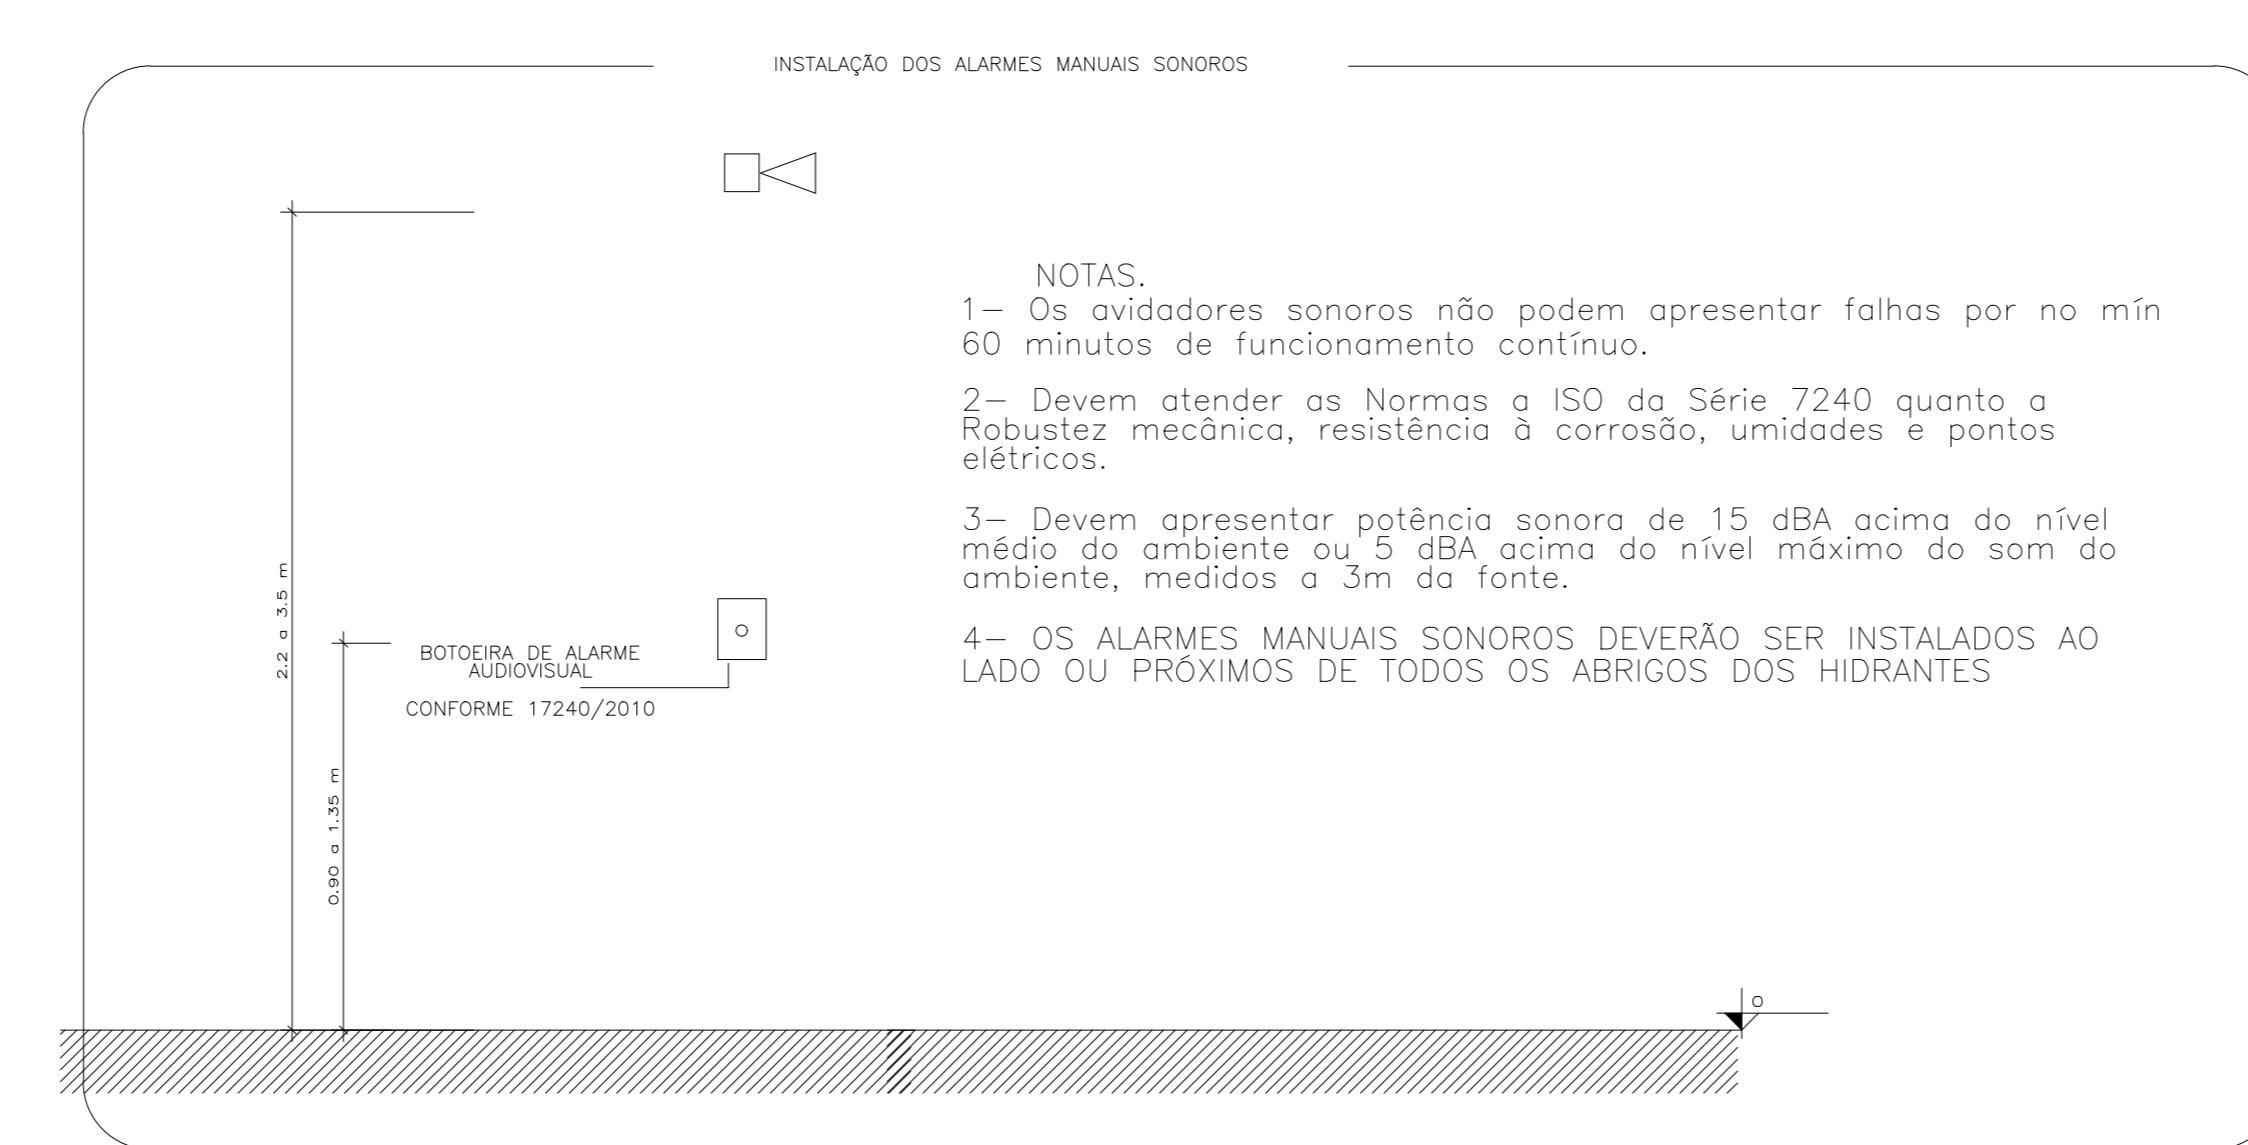 INSTALAÇÃO DOS ALARMES MANUAIS SONOROS
NOTAS.
1- Os avidadores sonoros não podem apresentar falhas por no mín
60 minutos de funcionamento contínuo.
2- Devem atender as Normas a ISO da Série 7240 quanto a
Robustez mecânica, resistência à corrosão, umidades e pontos
elétricos.
3- Devem apresentar potência sonora de 15 dBA acima do nível
médio do ambiente ou 5 dBA acima do nível máximo do som do
ambiente, medidos a 3m da fonte.
4- OS ALARMES MANUAIS SONOROS DEVERÃO SER INSTALADOS AO
LADO OU PRÓXIMOS DE TODOS OS ABRIGOS DOS HIDRANTES
2.2 a 3.5 m
BOTOEIRA DE ALARME
AUDIOVISUAL
CONFORME 17240/2010
0.90 a 1.35 m
0